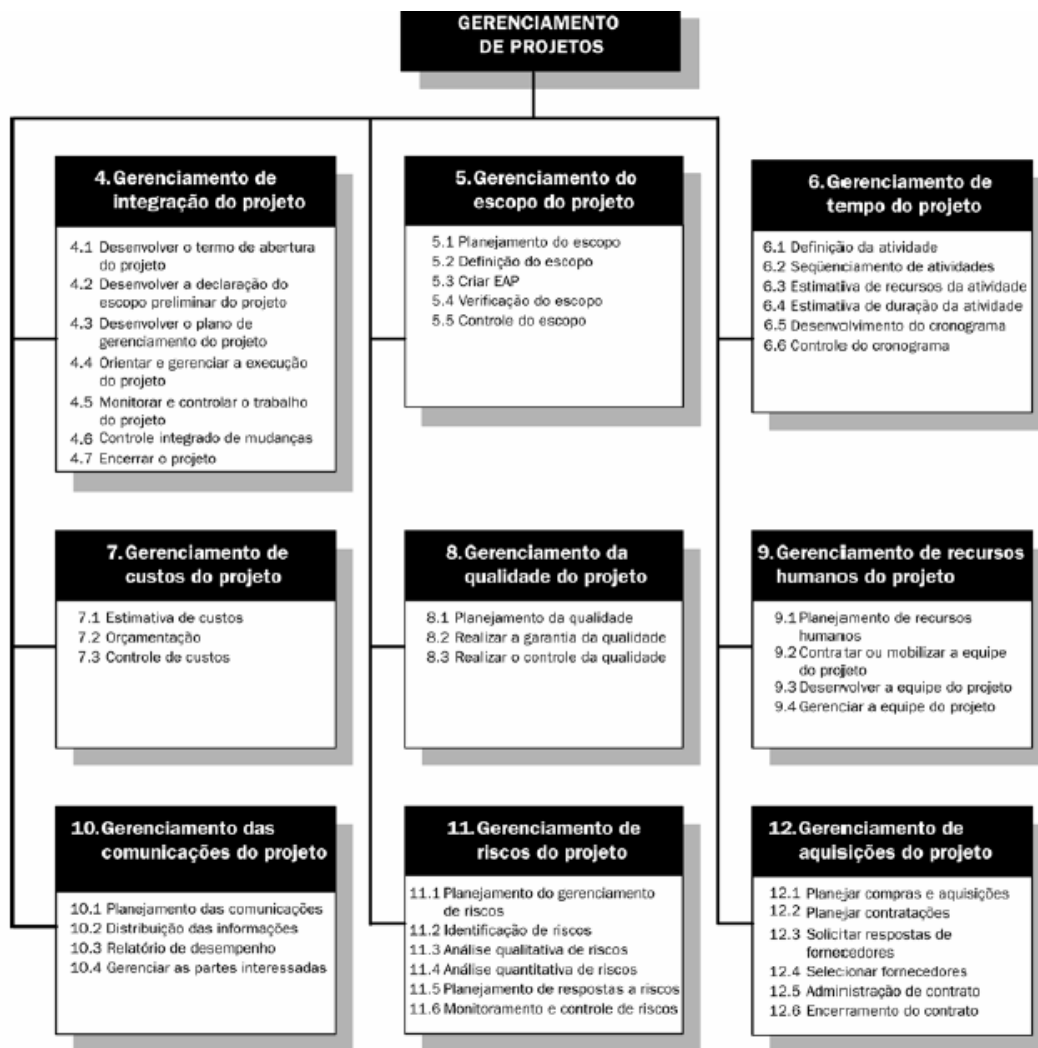 GERENCIAMENTO
DE PROJETOS
4. Gerenciamento de
integração do projeto
4.1 Desenvolver o termo de abertura
do projeto
4.2 Desenvolver a declaração do
escopo preliminar do projeto
4.3 Desenvolver o plano de
gerenciamento do projeto
4.4 Orientar e gerenciar a execução
do projeto
4.5 Monitorar e controlar o trabalho
do projeto
4.6 Controle integrado de mudanças
4.7 Encerrar o projeto
5. Gerenciamento do
escopo do projeto
5.1 Planejamento do escopo
5.2 Definição do escopo
5.3 Criar EAP
5.4 Verificação do escopo
5.5 Controle do escopo
6. Gerenciamento de
tempo do projeto
6.1 Definição da atividade
6.2 Seqüenciamento de atividades
6.3 Estimativa de recursos da atividade
6.4 Estimativa de duração da atividade
6.5 Desenvolvimento do cronograma
6.6 Controle do cronograma
7. Gerenciamento de
custos do projeto
7.1 Estimativa de custos
7.2 Orçamentação
7.3 Controle de custos
8. Gerenciamento da
qualidade do projeto
8.1 Planejamento da qualidade
8.2 Realizar a garantia da qualidade
8.3 Realizar o controle da qualidade
9. Gerenciamento de recursos
humanos do projeto
9.1 Planejamento de recursos
humanos
9.2 Contratar ou mobilizar a equipe
do projeto
9.3 Desenvolver a equipe do projeto
9.4 Gerenciar a equipe do projeto
10. Gerenciamento das
comunicações do projeto
10.1 Planejamento das comunicações
10.2 Distribuição das informações
10.3 Relatório de desempenho
10.4 Gerenciar as partes interessadas
11. Gerenciamento de
riscos do projeto
11.1 Planejamento do gerenciamento
de riscos
11.2 Identificação de riscos
11.3 Análise qualitativa de riscos
11.4 Análise quantitativa de riscos
11.5 Planejamento de respostas a riscos
11.6 Monitoramento e controle de riscos
12. Gerenciamento de
aquisições do projeto
12.1 Planejar compras e aquisições
12.2 Planejar contratações
12.3 Solicitar respostas de
fornecedores
12.4 Selecionar fornecedores
12.5 Administração de contrato
12.6 Encerramento do contrato